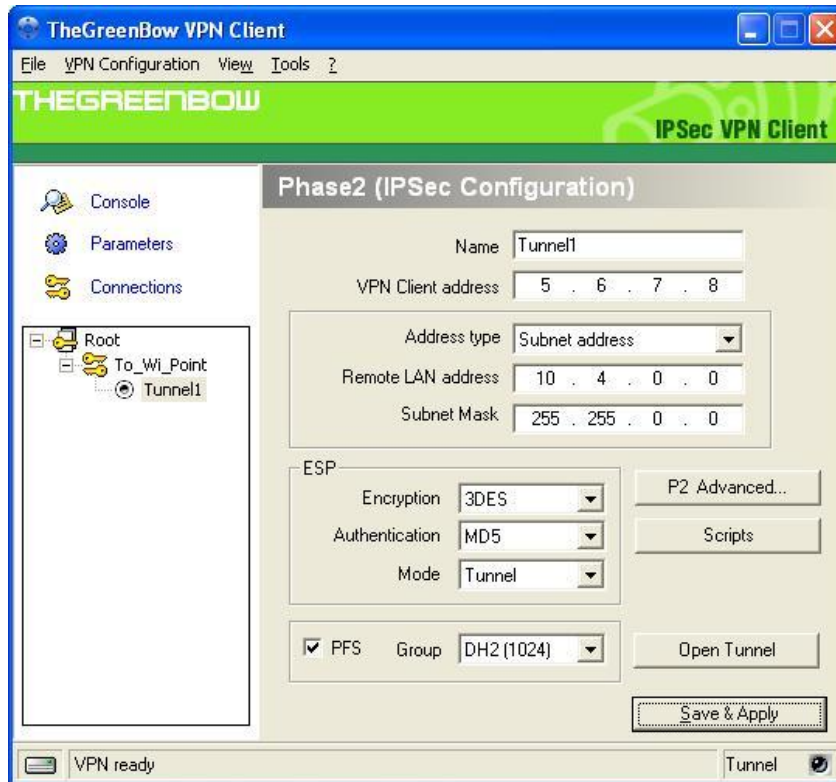 TheGreenBow VPN Client
File VPN Configuration View Tools ?
THEGREENBOW
IPSec VPN Client
Console
Parameters
Connections
Root
To_Wi_Point
Tunnel1
Phase2 (IPSec Configuration)
Name Tunnel1
VPN Client address 5 . 6 . 7 . 8
Address type Subnet address
Remote LAN address 10 . 4 . 0 . 0
Subnet Mask 255 . 255 . 0 . 0
ESP
Encryption 3DES
Authentication MD5
Mode Tunnel
P2 Advanced...
Scripts
PFS Group DH2 (1024)
Open Tunnel
Save & Apply
VPN ready
Tunnel